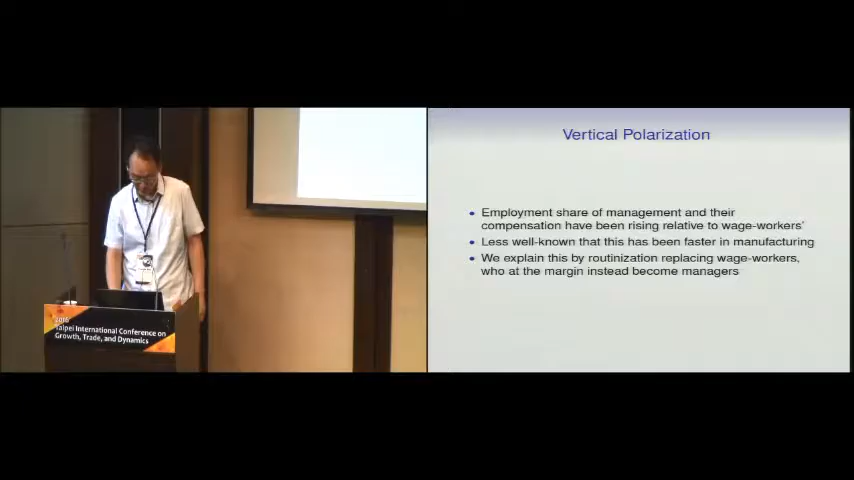 Vertical Polarization
• Employment share of management and their
compensation have been rising relative to wage-workers'
• Less well-known that this has been faster in manufacturing
• We explain this by routinization replacing wage-workers,
who at the margin instead become managers
2016
Taipei International Conference on
Growth, Trade, and Dynamics